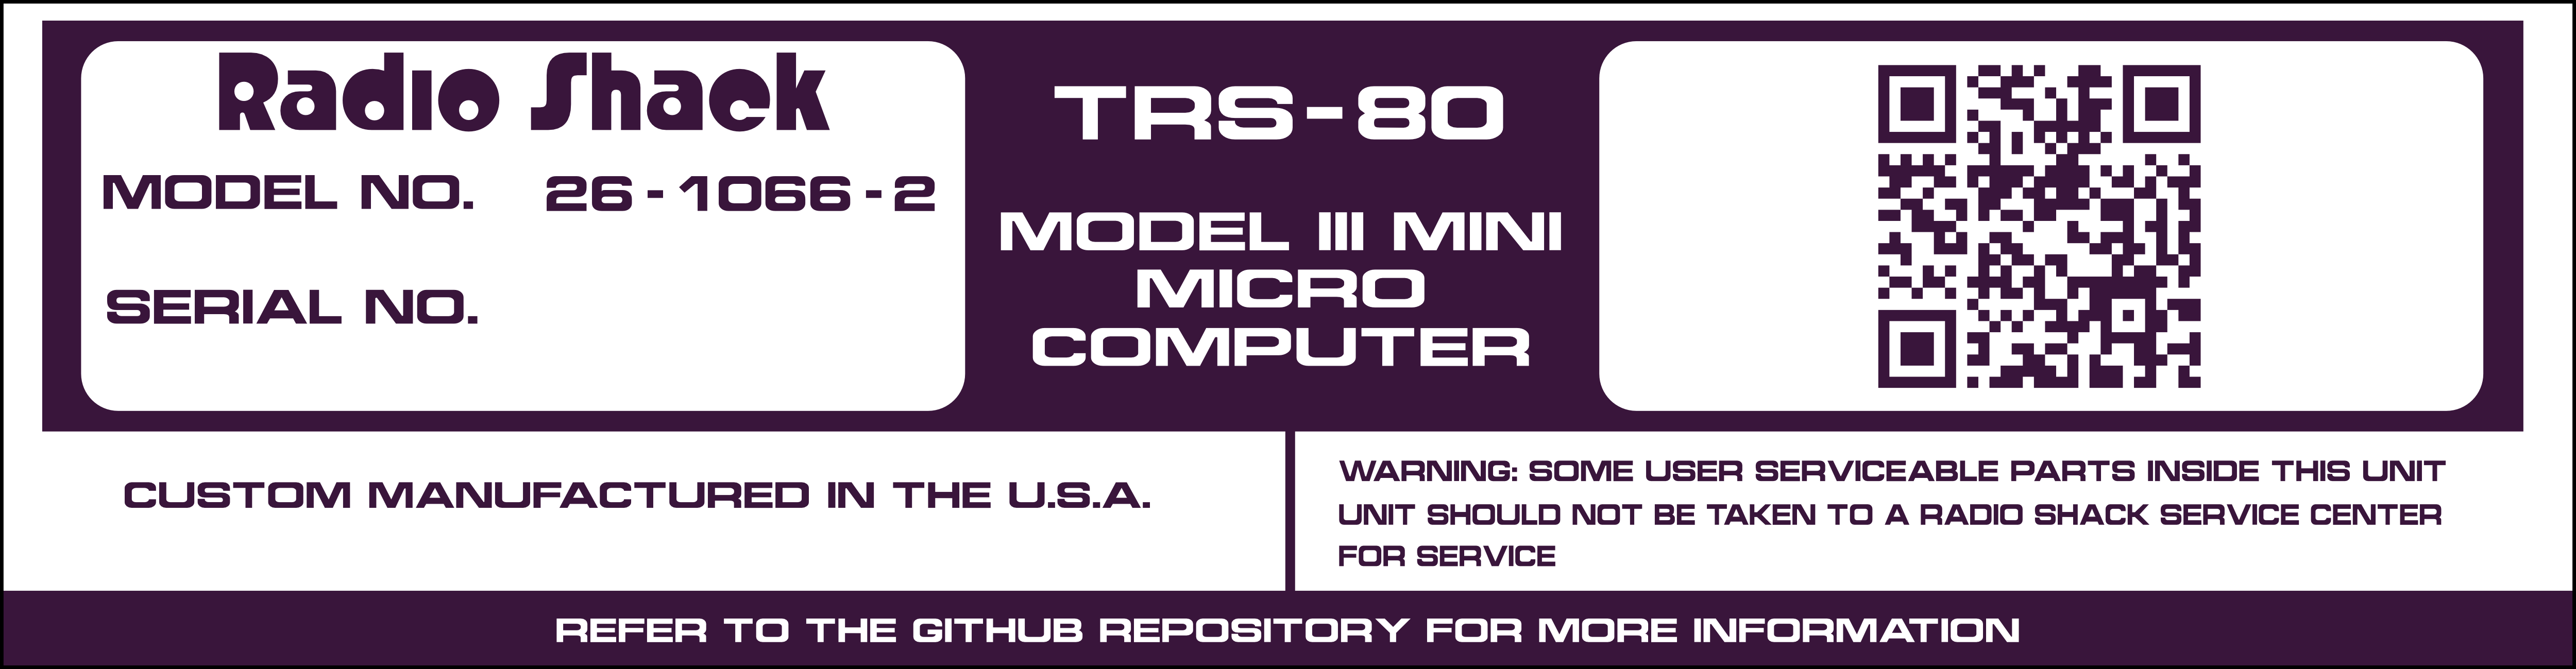 Radio Shack
MODEL NO. 26-1066-2
SERIAL NO.
TRS-80
MODEL III MINI
MICRO
COMPUTER
CUSTOM MANUFACTURED IN THE U.S.A.
WARNING: SOME USER SERVICEABLE PARTS INSIDE THIS UNIT
UNIT SHOULD NOT BE TAKEN TO A RADIO SHACK SERVICE CENTER
FOR SERVICE
REFER TO THE GITHUB REPOSITORY FOR MORE INFORMATION